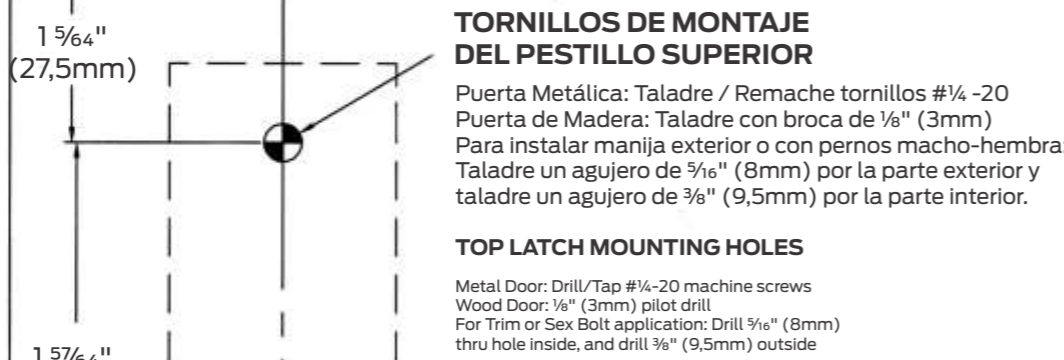 1 5⁄64"
(27,5mm)
TORNILLOS DE MONTAJE
DEL PESTILLO SUPERIOR
Puerta Metálica: Taladre / Remache tornillos #¼ -20
Puerta de Madera: Taladre con broca de ⅛" (3mm)
Para instalar manija exterior o con pernos macho-hembra:
Taladre un agujero de 5⁄16" (8mm) por la parte exterior y
taladre un agujero de ⅜" (9,5mm) por la parte interior.
TOP LATCH MOUNTING HOLES
Metal Door: Drill/Tap #¼-20 machine screws
Wood Door: ⅛" (3mm) pilot drill
For Trim or Sex Bolt application: Drill 5⁄16" (8mm)
thru hole inside, and drill ⅜" (9,5mm) outside
1 57⁄64"